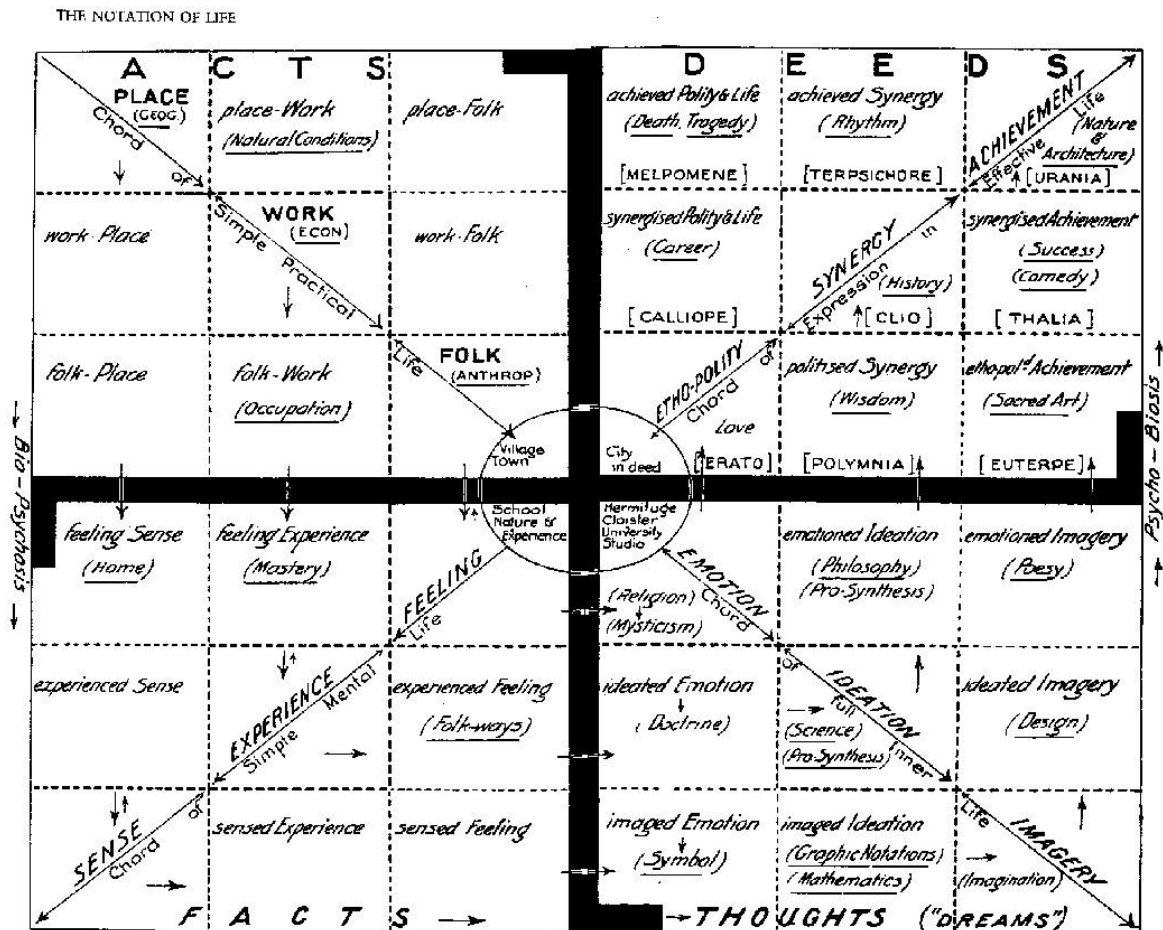 THE NOTATION OF LIFE
ACTS
DEEDS
PLACE
(GEOG.)
Chord of Simple Practical Life
place-Work
(Natural Conditions)
place-Folk
achieved Polity & Life
(Death, Tragedy)
[MELPOMENE]
achieved Synergy
(Rhythm)
[TERPSICHORE]
ACHIEVEMENT
Effective Life
(Nature
&
Architecture)
[URANIA]
work-Place
WORK
(ECON)
work-Folk
synergised Polity & Life
(Career)
[CALLIOPE]
SYNERGY
Expression in
(History)
[CLIO]
synergised Achievement
(Success)
(Comedy)
[THALIA]
folk-Place
folk-Work
(Occupation)
FOLK
(ANTHROP)
Village
Town
City
in deed
ETHO-POLITY
Chord of
Love
[ERATO]
politised Synergy
(Wisdom)
[POLYMNIA]
ethopol.d Achievement
(Sacred Art)
[EUTERPE]
Bio-Psychosis
Psycho-Biosis
feeling Sense
(Home)
feeling Experience
(Mastery)
FEELING
Life
School
Nature &
Experience
Hermitage
Cloister
University
Studio
EMOTION
Chord of
(Religion)
(Mysticism)
emotioned Ideation
(Philosophy)
(Pro-Synthesis)
emotioned Imagery
(Poesy)
experienced Sense
EXPERIENCE
Simple Mental
experienced Feeling
(Folk-ways)
ideated Emotion
(Doctrine)
IDEATION
Full Inner
(Science)
(Pro-Synthesis)
ideated Imagery
(Design)
SENSE
Chord of
sensed Experience
sensed Feeling
imaged Emotion
(Symbol)
imaged Ideation
(Graphic Notations)
(Mathematics)
IMAGERY
Life
(Imagination)
FACTS
THOUGHTS ("DREAMS")